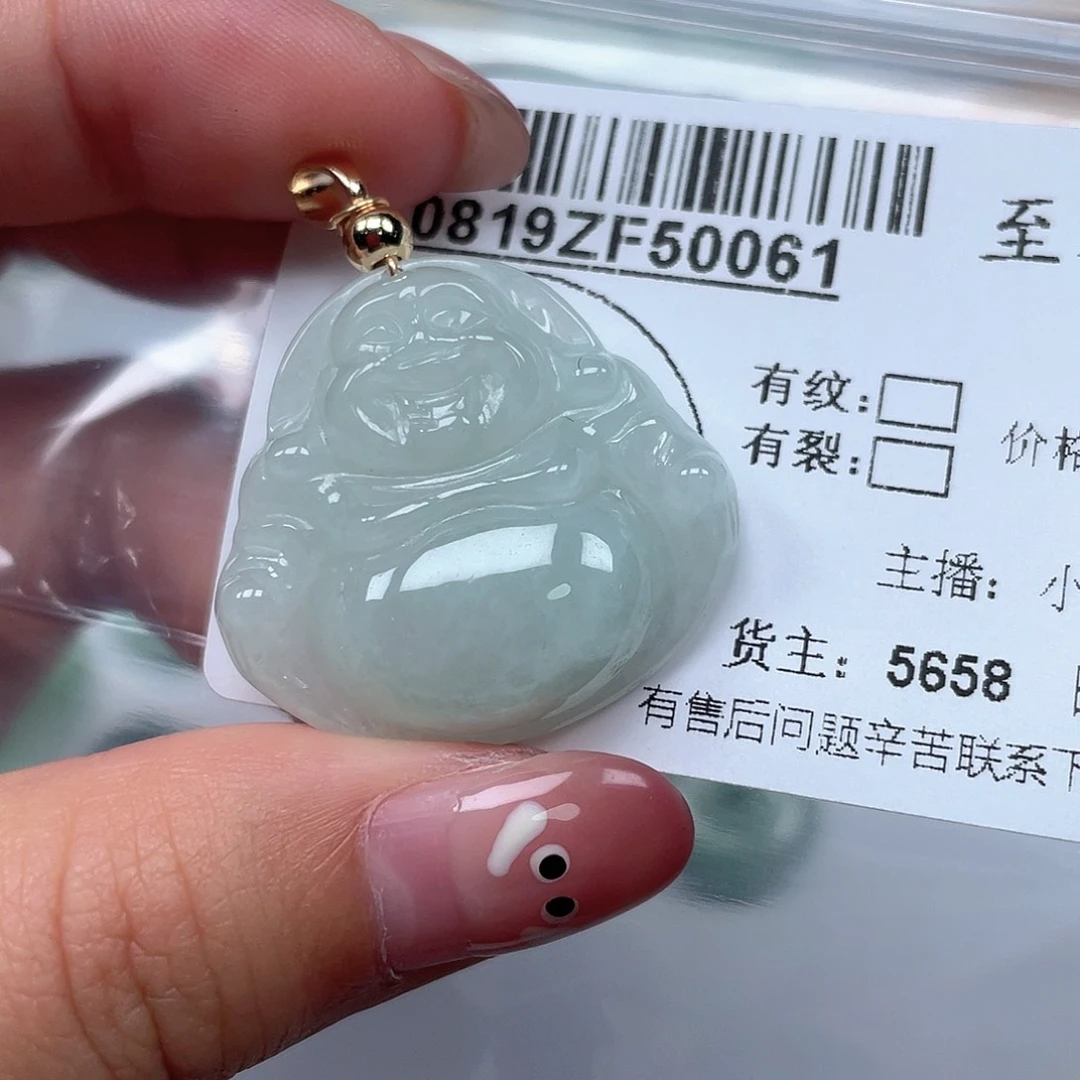 0819ZF50061
至
有纹：
有裂：
价格
主播： 小
货主： 5658
有售后问题辛苦联系下